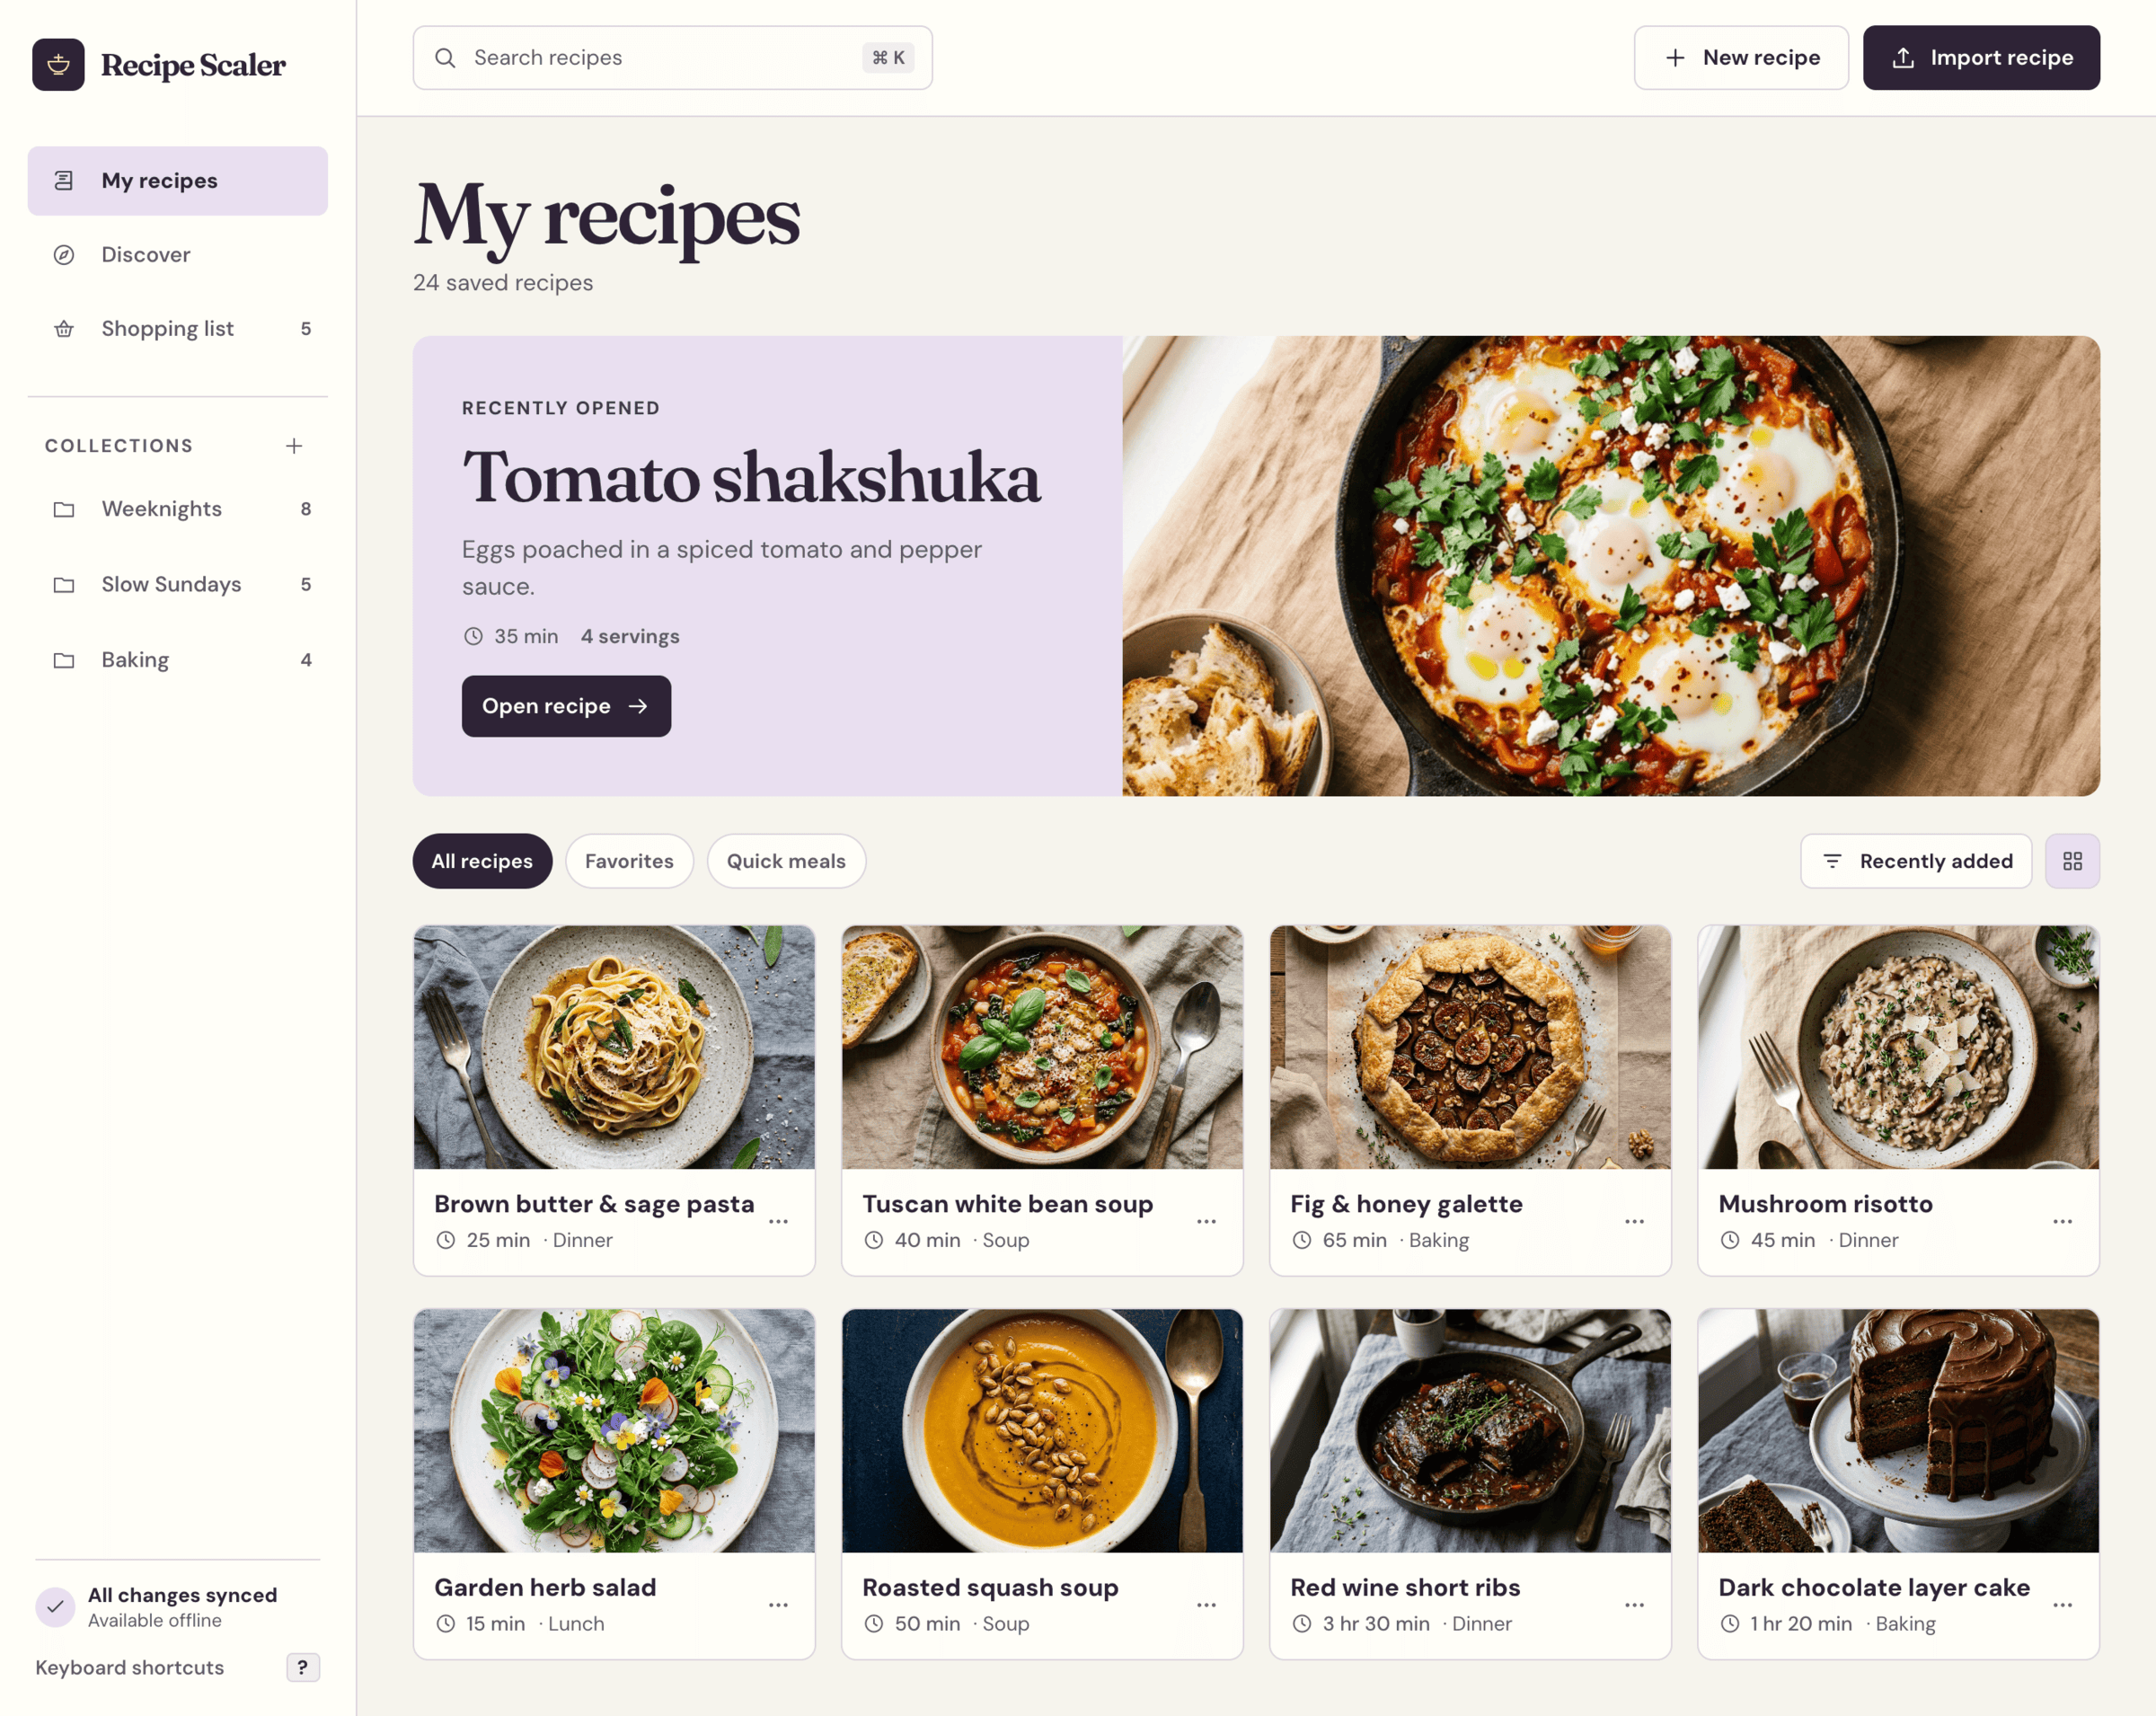 Recipe Scaler
My recipes
Discover
Shopping list 5
COLLECTIONS
Weeknights 8
Slow Sundays 5
Baking 4
All changes synced
Available offline
Keyboard shortcuts ?
Search recipes ⌘ K
New recipe
Import recipe
My recipes
24 saved recipes
RECENTLY OPENED
Tomato shakshuka
Eggs poached in a spiced tomato and pepper
sauce.
35 min 4 servings
Open recipe
All recipes
Favorites
Quick meals
Recently added
Brown butter & sage pasta
25 min · Dinner
Tuscan white bean soup
40 min · Soup
Fig & honey galette
65 min · Baking
Mushroom risotto
45 min · Dinner
Garden herb salad
15 min · Lunch
Roasted squash soup
50 min · Soup
Red wine short ribs
3 hr 30 min · Dinner
Dark chocolate layer cake
1 hr 20 min · Baking